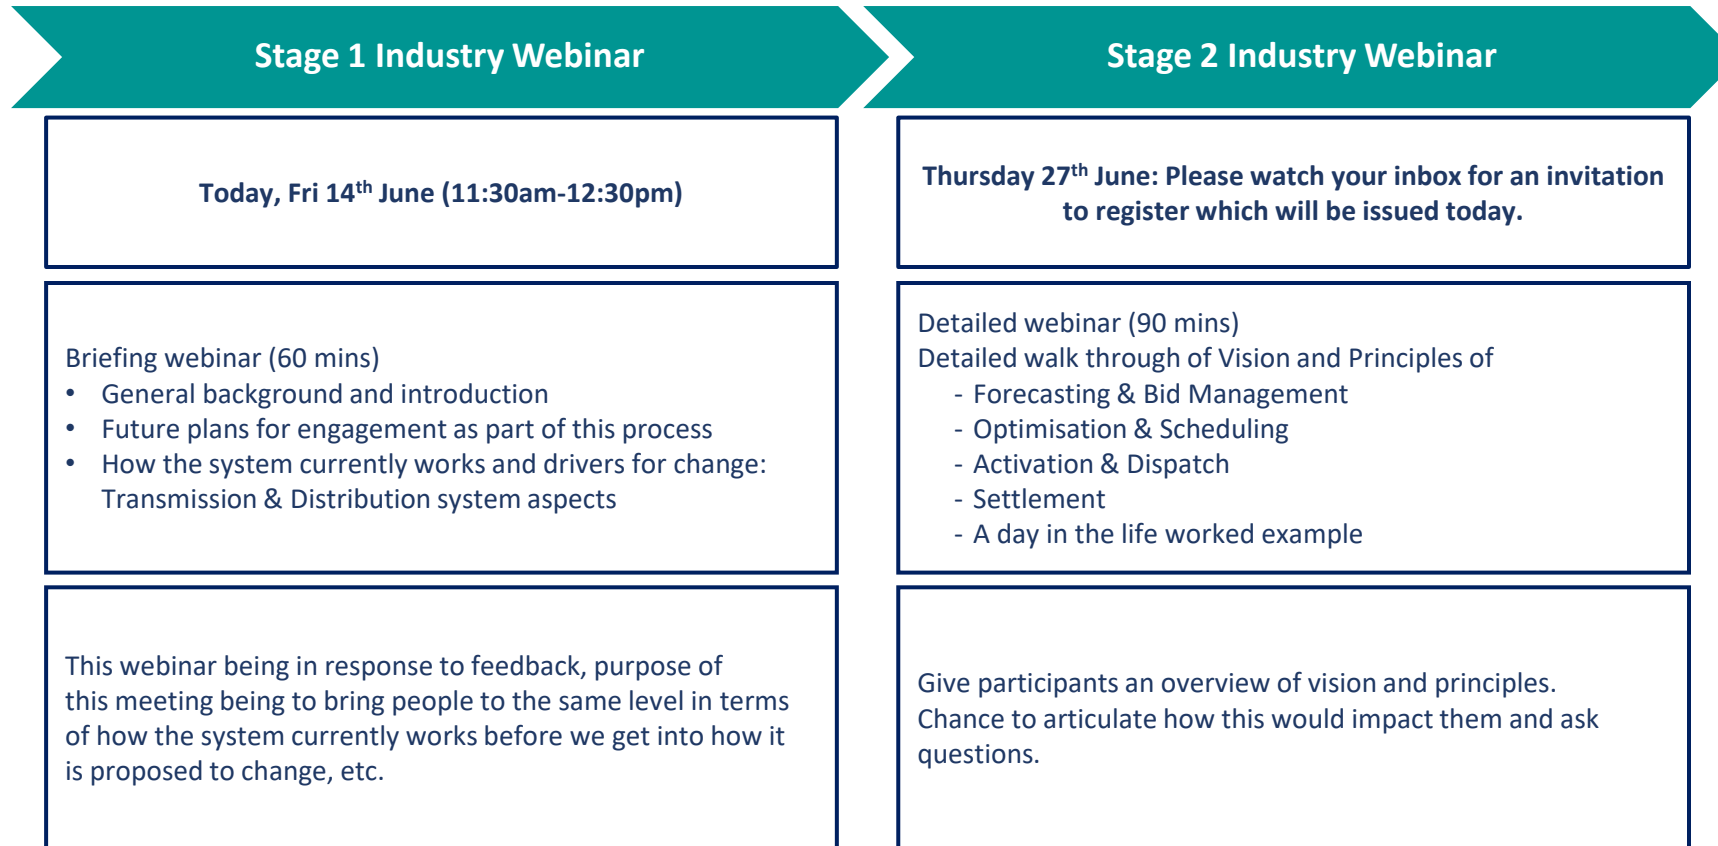 Stage 1 Industry Webinar
Today, Fri 14th June (11:30am-12:30pm)
Briefing webinar (60 mins)
• General background and introduction
• Future plans for engagement as part of this process
• How the system currently works and drivers for change:
Transmission & Distribution system aspects
This webinar being in response to feedback, purpose of
this meeting being to bring people to the same level in terms
of how the system currently works before we get into how it
is proposed to change, etc.
Stage 2 Industry Webinar
Thursday 27th June: Please watch your inbox for an invitation
to register which will be issued today.
Detailed webinar (90 mins)
Detailed walk through of Vision and Principles of
- Forecasting & Bid Management
- Optimisation & Scheduling
- Activation & Dispatch
- Settlement
- A day in the life worked example
Give participants an overview of vision and principles.
Chance to articulate how this would impact them and ask
questions.